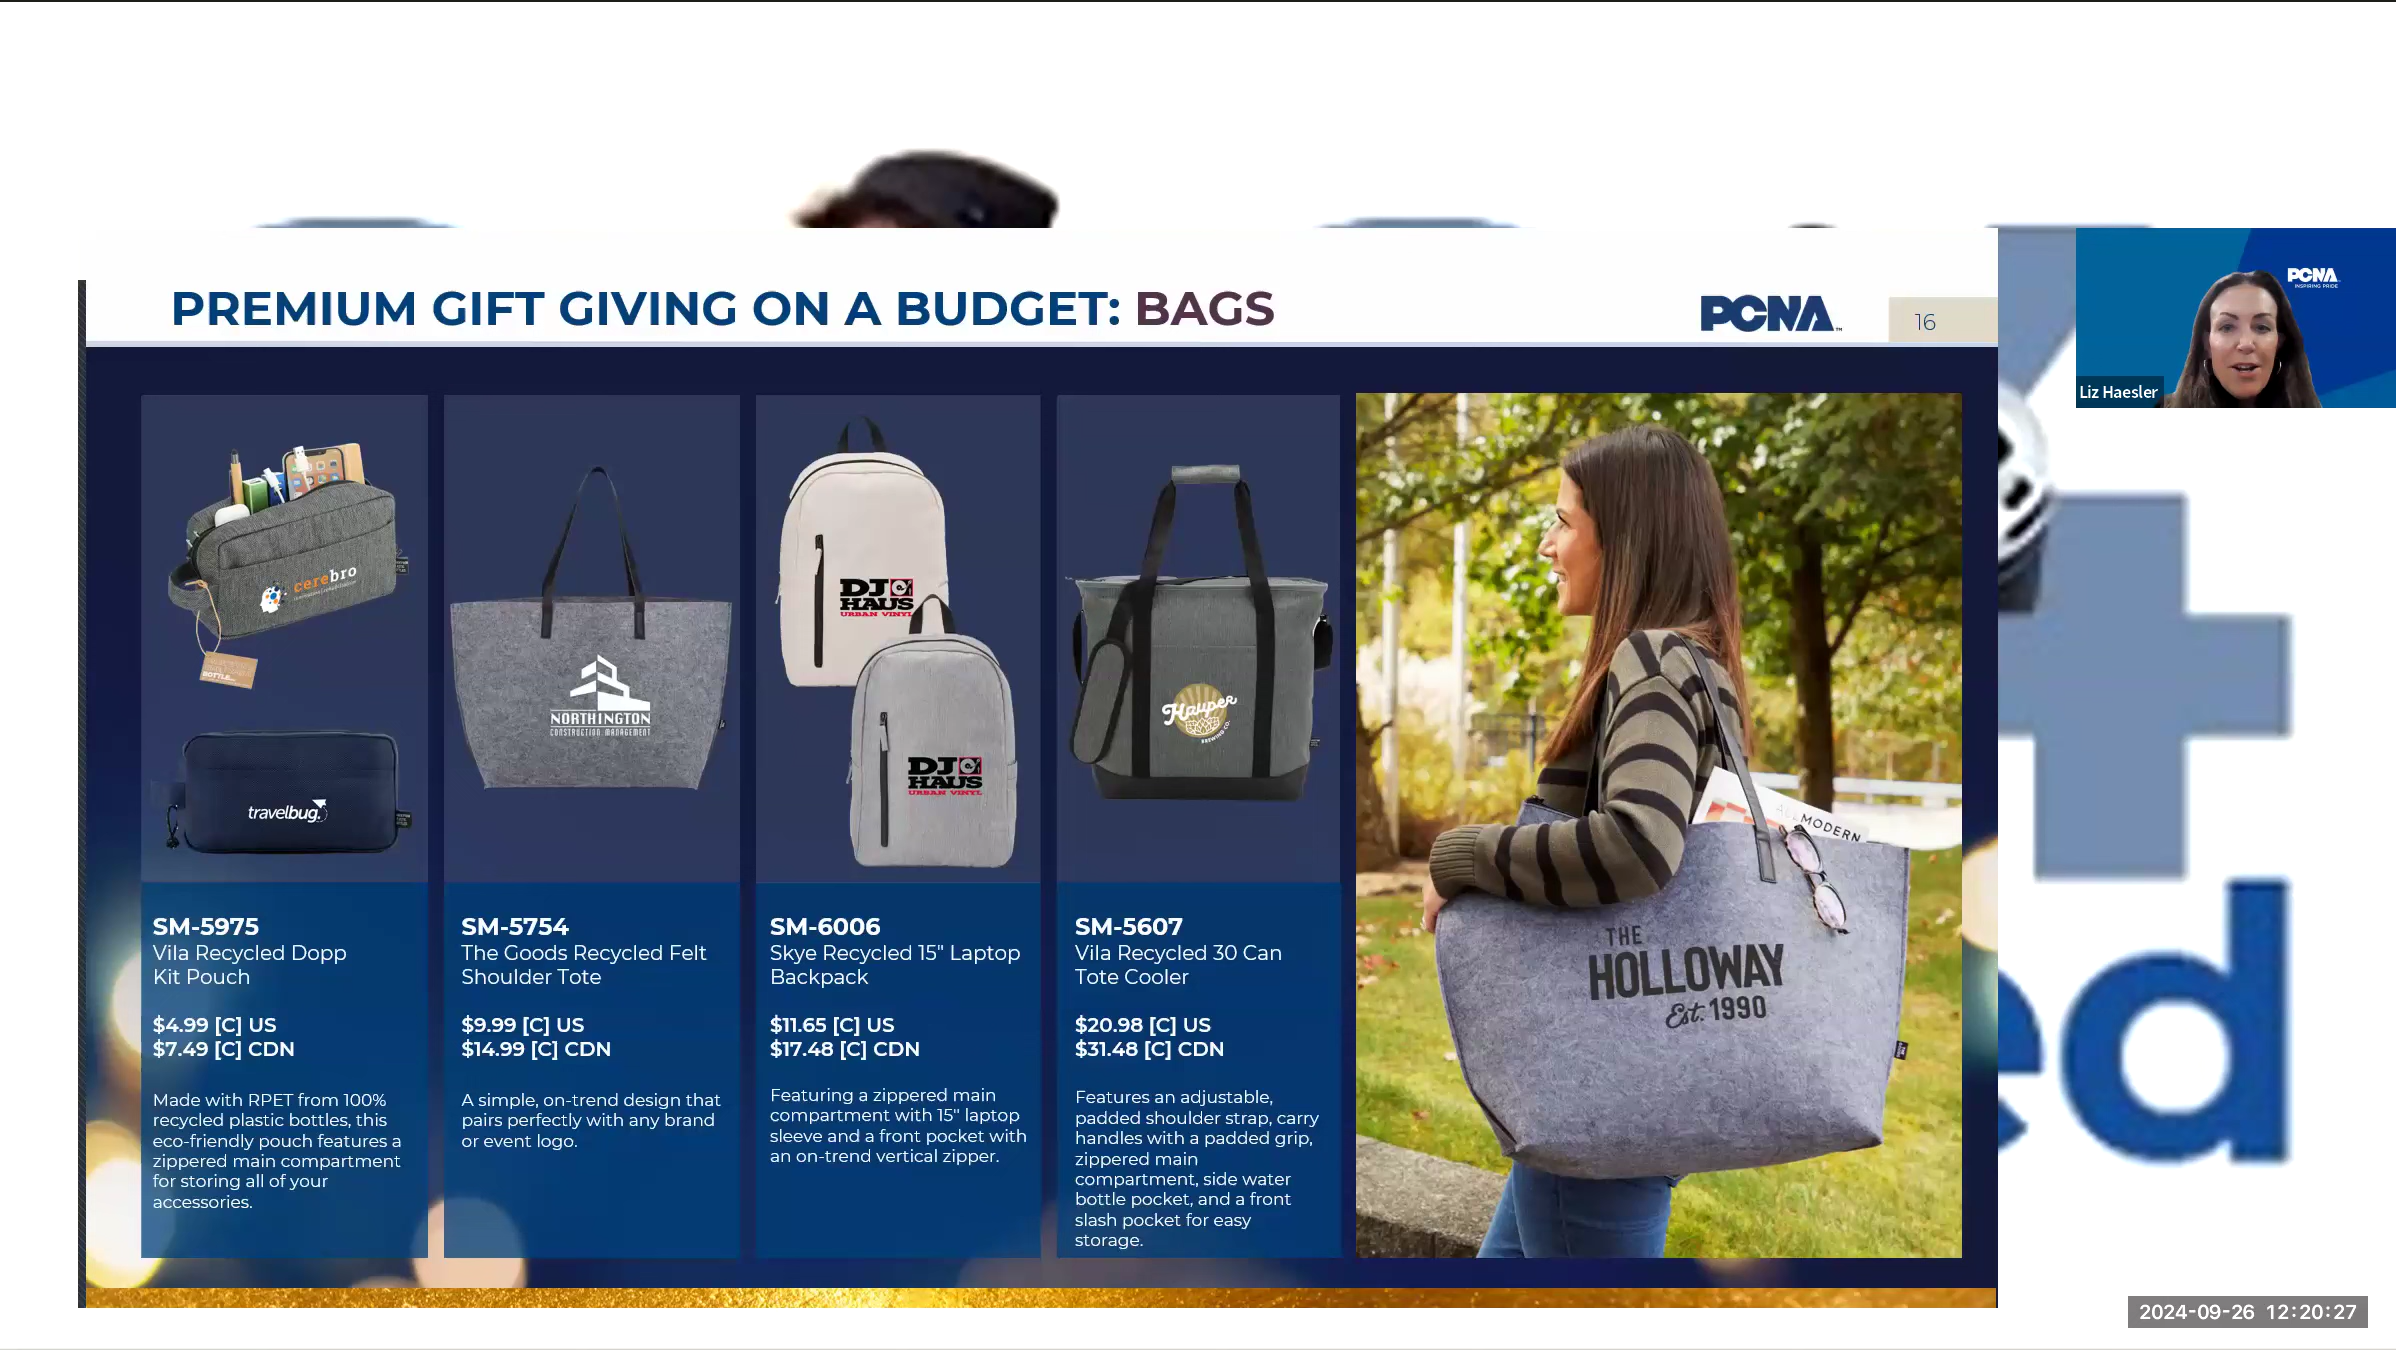 PREMIUM GIFT GIVING ON A BUDGET: BAGS
PCNA™
16
PCNA
INSPIRING PRIDE
Liz Haesler
cerebro
BOTTLE
travelbug
NORTHINGTON
CONSTRUCTION MANAGEMENT
DJ
HAUS
URBAN VINYL
DJ
HAUS
URBAN VINYL
Hauper
BREWING CO.
MODERN
THE
HOLLOWAY
Est. 1990
SM-5975
Vila Recycled Dopp
Kit Pouch
$4.99 [C] US
$7.49 [C] CDN
Made with RPET from 100%
recycled plastic bottles, this
eco-friendly pouch features a
zippered main compartment
for storing all of your
accessories.
SM-5754
The Goods Recycled Felt
Shoulder Tote
$9.99 [C] US
$14.99 [C] CDN
A simple, on-trend design that
pairs perfectly with any brand
or event logo.
SM-6006
Skye Recycled 15" Laptop
Backpack
$11.65 [C] US
$17.48 [C] CDN
Featuring a zippered main
compartment with 15" laptop
sleeve and a front pocket with
an on-trend vertical zipper.
SM-5607
Vila Recycled 30 Can
Tote Cooler
$20.98 [C] US
$31.48 [C] CDN
Features an adjustable,
padded shoulder strap, carry
handles with a padded grip,
zippered main
compartment, side water
bottle pocket, and a front
slash pocket for easy
storage.
ed
2024-09-26 12:20:27